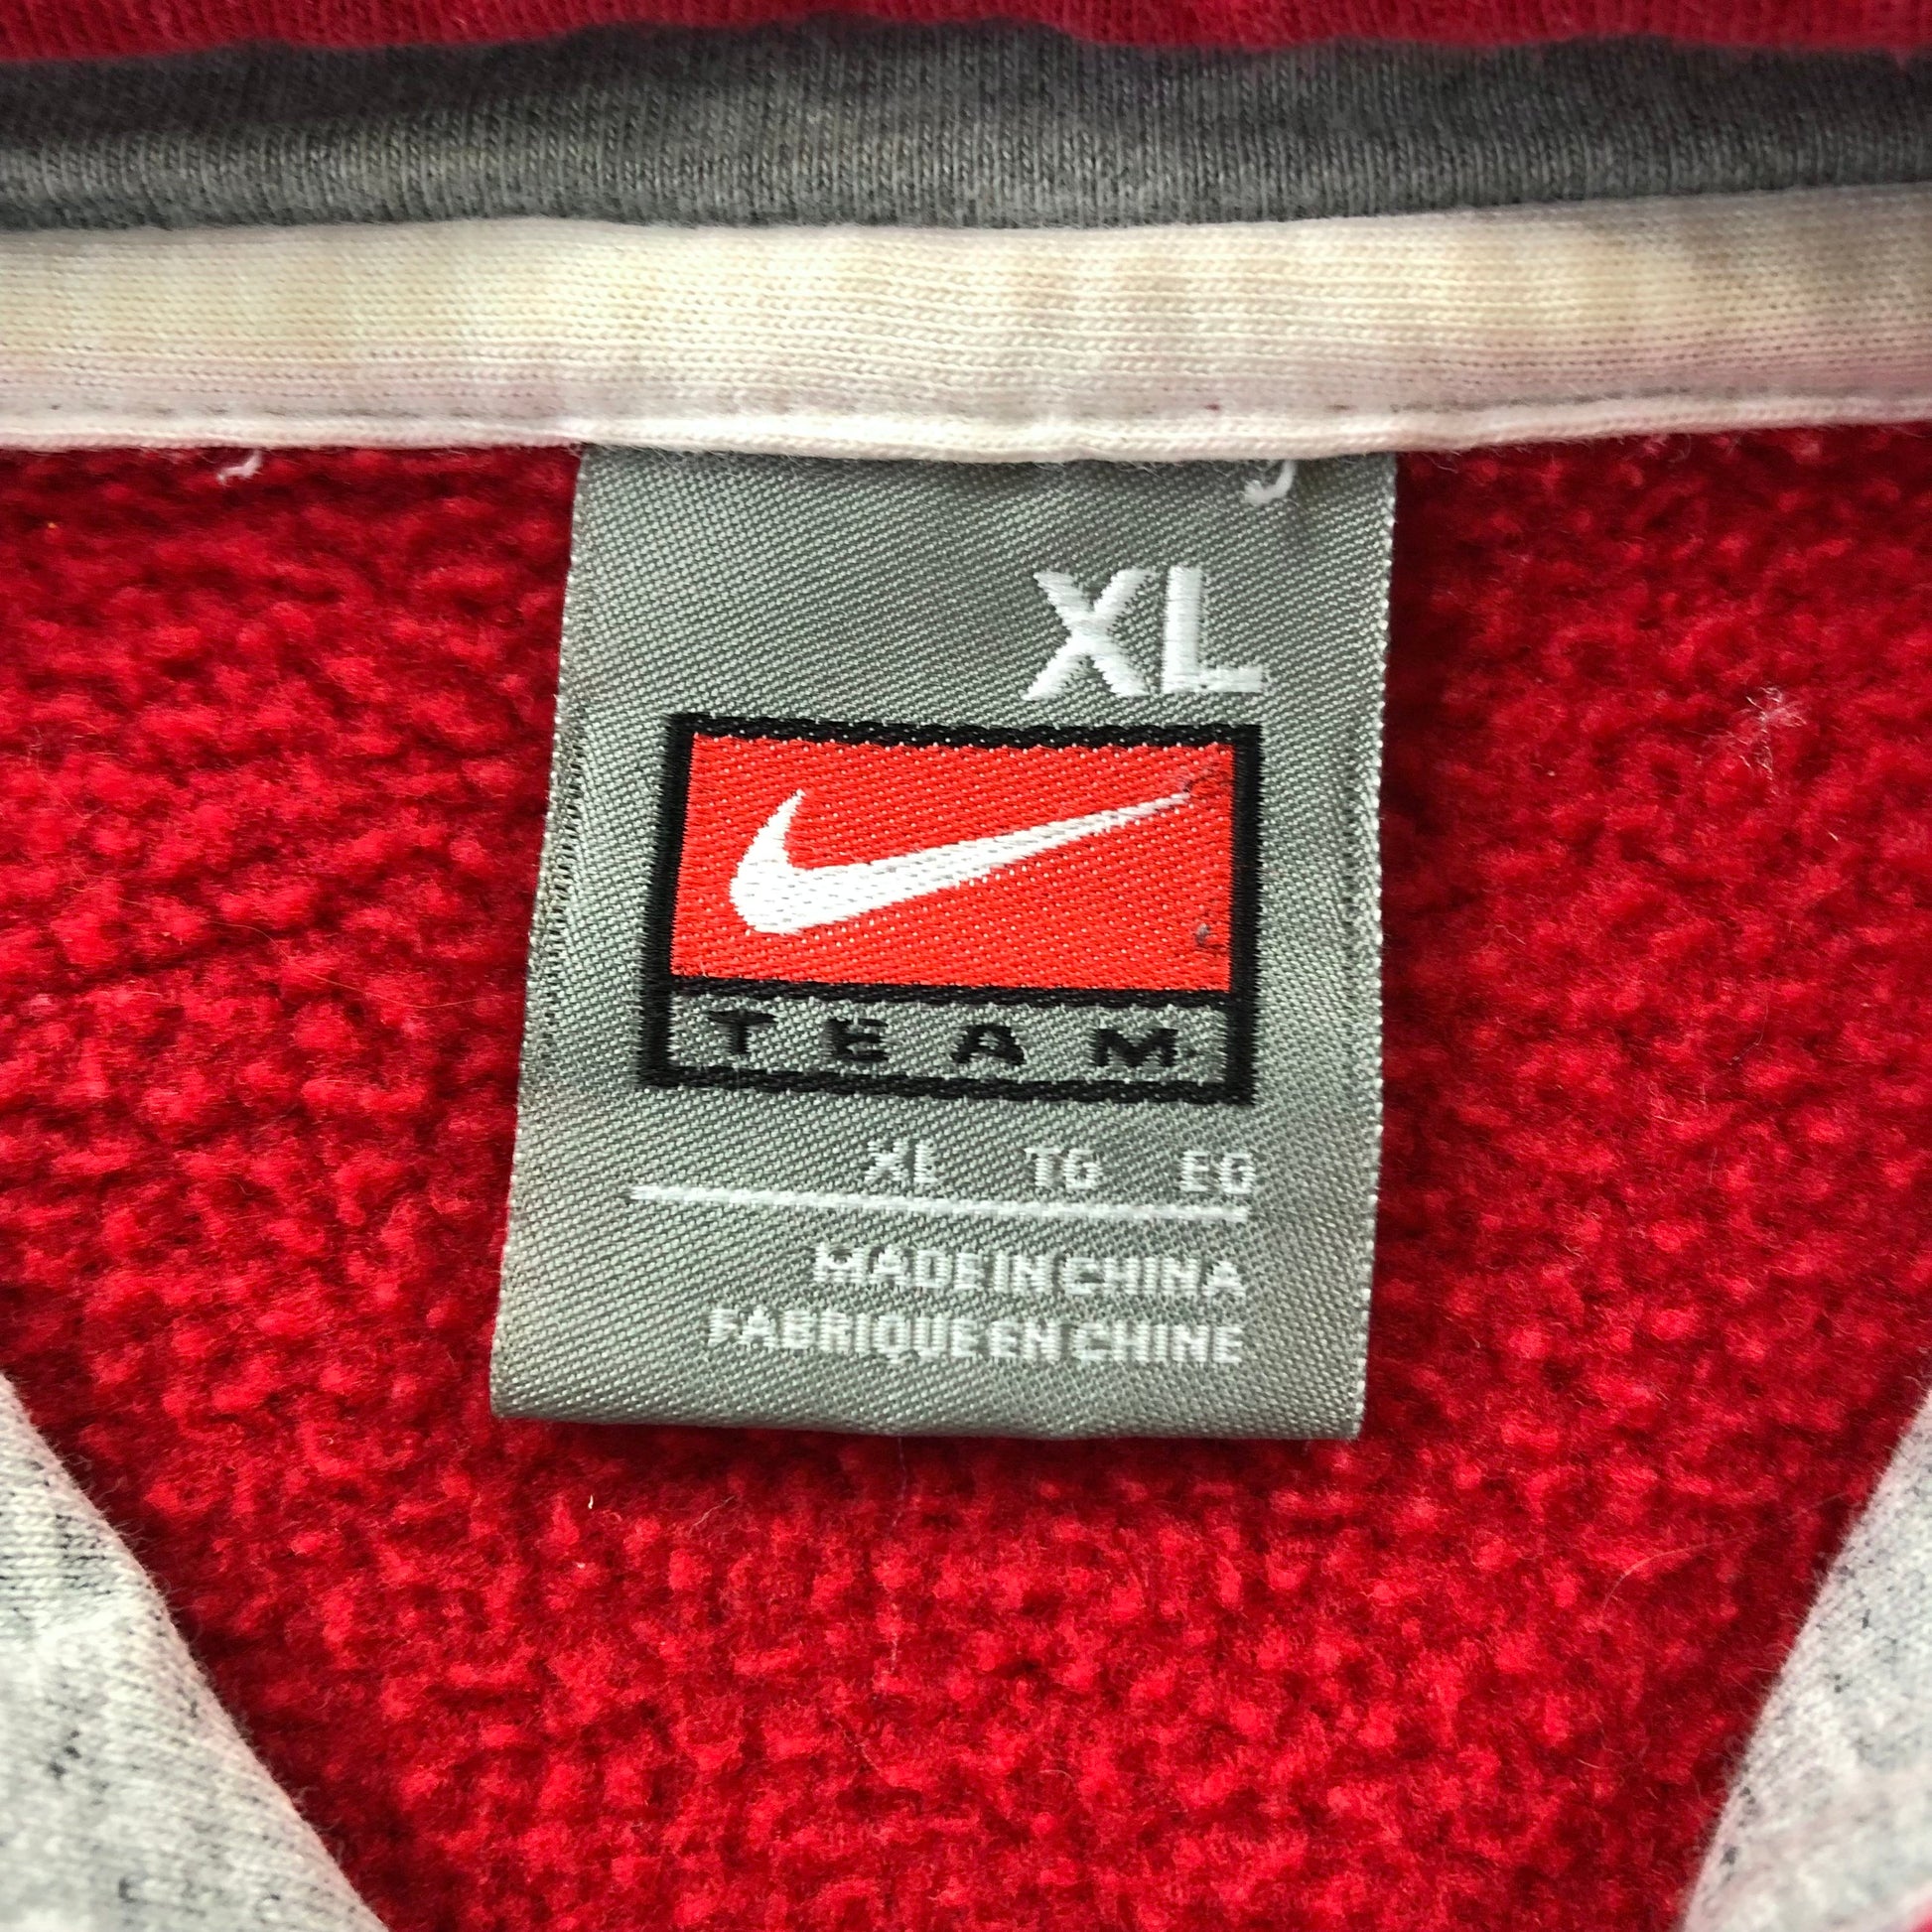 XL
TEAM
XL TG EG
MADE IN CHINA
FABRIQUE EN CHINE